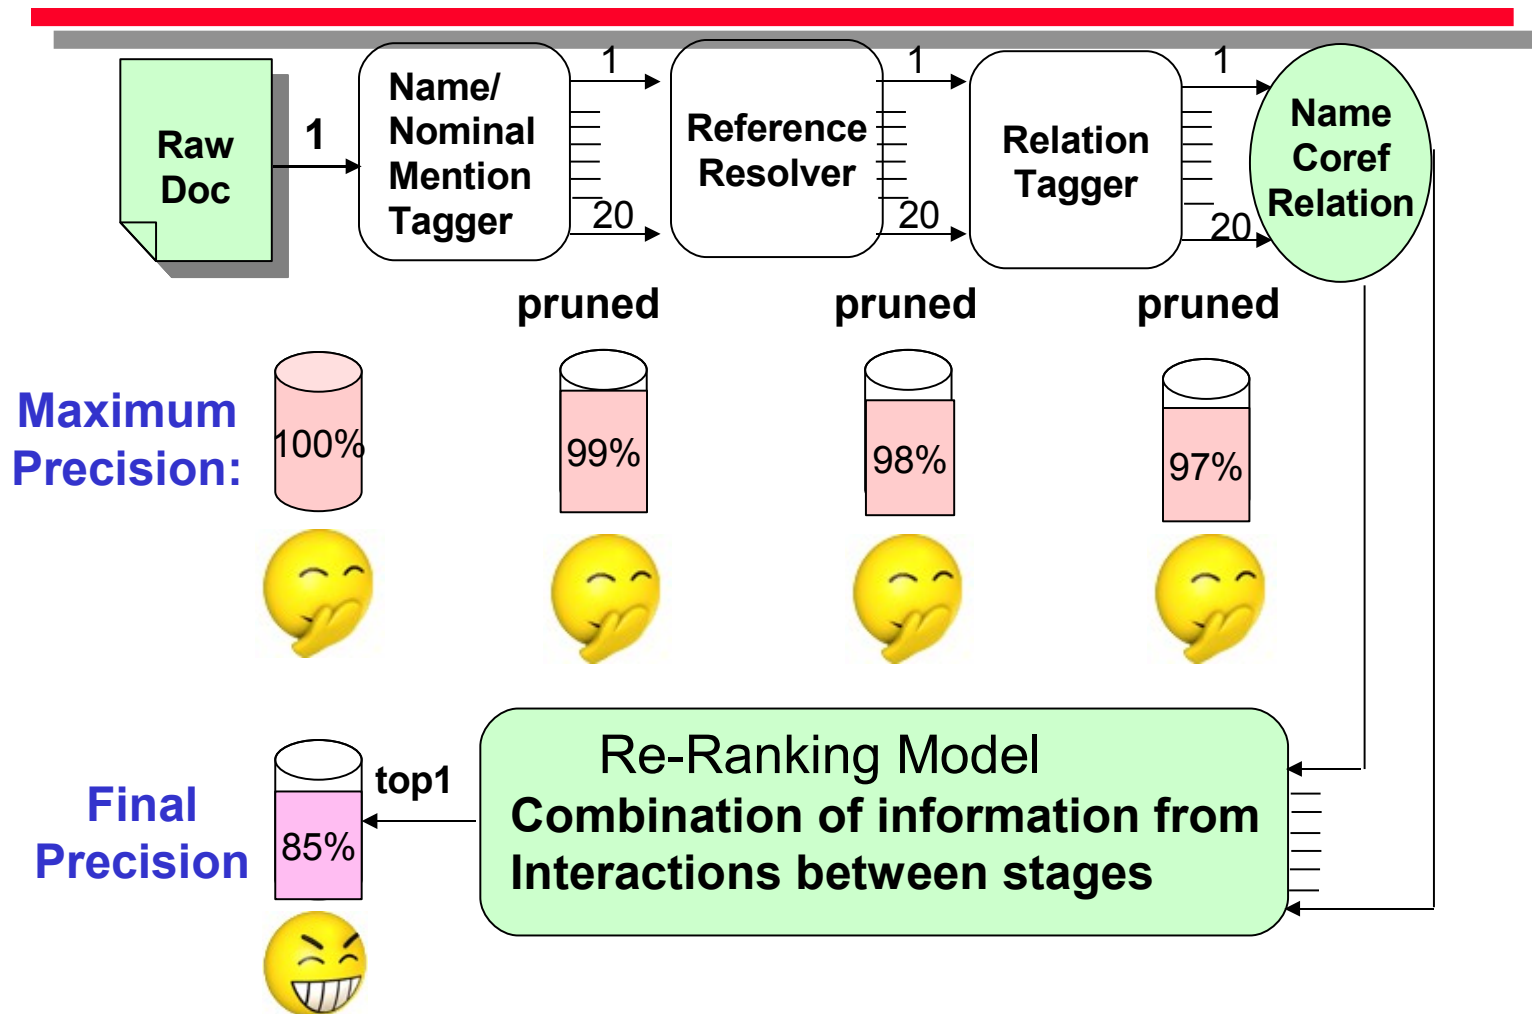 Raw
Doc
1
Name/
Nominal
Mention
Tagger
1
20
Reference
Resolver
1
20
Relation
Tagger
1
20
Name
Coref
Relation
pruned
pruned
pruned
Maximum
Precision:
100%
99%
98%
97%
Final
Precision
85%
top1
Re-Ranking Model
Combination of information from
Interactions between stages